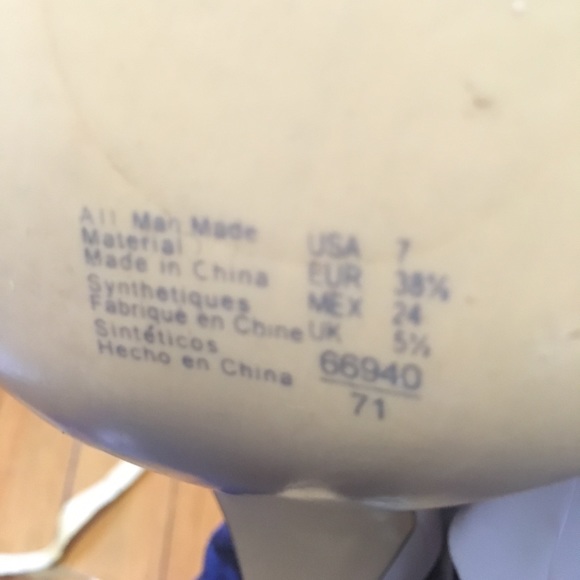 All Man Made
Material
Made in China
Synthetiques
Fabriqué en Chine
Sintéticos
Hecho en China
USA 7
EUR 38½
MEX 24
UK 5½
66940
71